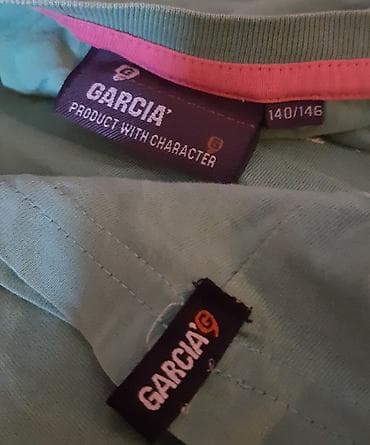 GARCIA'
PRODUCT WITH CHARACTER
140/146
GARCIA'